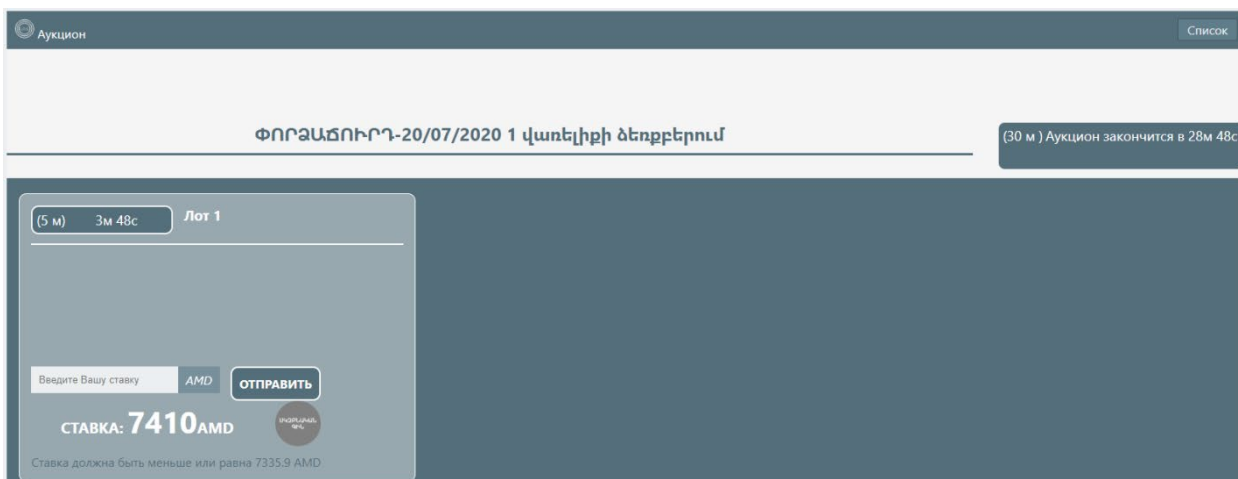 Аукцион
Список
ՓՈՐՁԱՃՈՒՐԴ-20/07/2020 1 վառելիքի ձեռքբերում
(30 м ) Аукцион закончится в 28м 48с
(5 м) 3м 48с
Лот 1
Введите Вашу ставку AMD ОТПРАВИТЬ
СТАВКА: 7410AMD
Ставка должна быть меньше или равна 7335.9 AMD